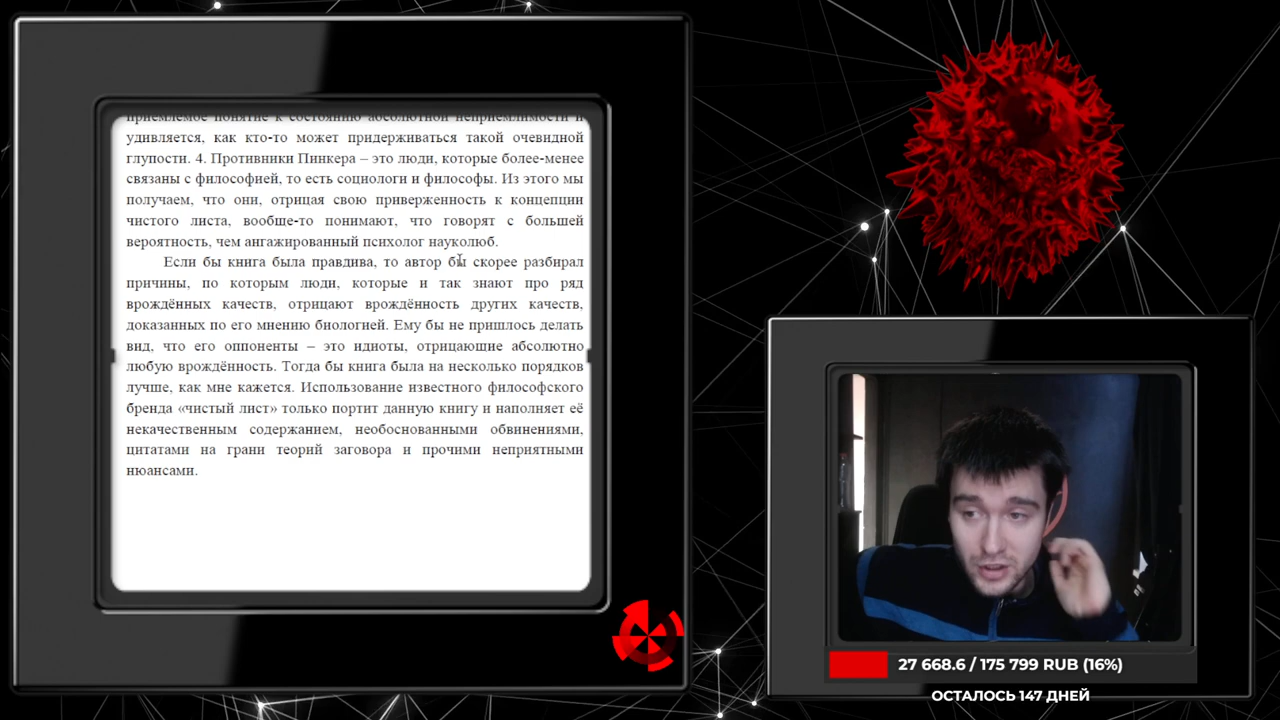 приемлемое понятие к состоянию абсолютной неприемлимости и
удивляется, как кто-то может придерживаться такой очевидной
глупости. 4. Противники Пинкера – это люди, которые более-менее
связаны с философией, то есть социологи и философы. Из этого мы
получаем, что они, отрицая свою приверженность к концепции
чистого листа, вообще-то понимают, что говорят с большей
вероятность, чем ангажированный психолог науколюб.
Если бы книга была правдива, то автор бы скорее разбирал
причины, по которым люди, которые и так знают про ряд
врождённых качеств, отрицают врождённость других качеств,
доказанных по его мнению биологией. Ему бы не пришлось делать
вид, что его оппоненты – это идиоты, отрицающие абсолютно
любую врождённость. Тогда бы книга была на несколько порядков
лучше, как мне кажется. Использование известного философского
бренда «чистый лист» только портит данную книгу и наполняет её
некачественным содержанием, необоснованными обвинениями,
цитатами на грани теорий заговора и прочими неприятными
нюансами.
27 668.6 / 175 799 RUB (16%)
ОСТАЛОСЬ 147 ДНЕЙ